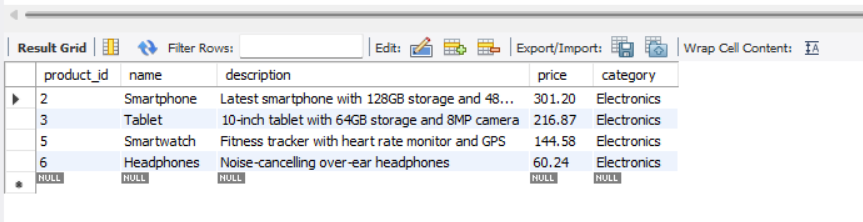 Result Grid Filter Rows: Edit: Export/Import: Wrap Cell Content: IA
product_id name description price category
2 Smartphone Latest smartphone with 128GB storage and 48... 301.20 Electronics
3 Tablet 10-inch tablet with 64GB storage and 8MP camera 216.87 Electronics
5 Smartwatch Fitness tracker with heart rate monitor and GPS 144.58 Electronics
6 Headphones Noise-cancelling over-ear headphones 60.24 Electronics
NULL NULL NULL NULL NULL